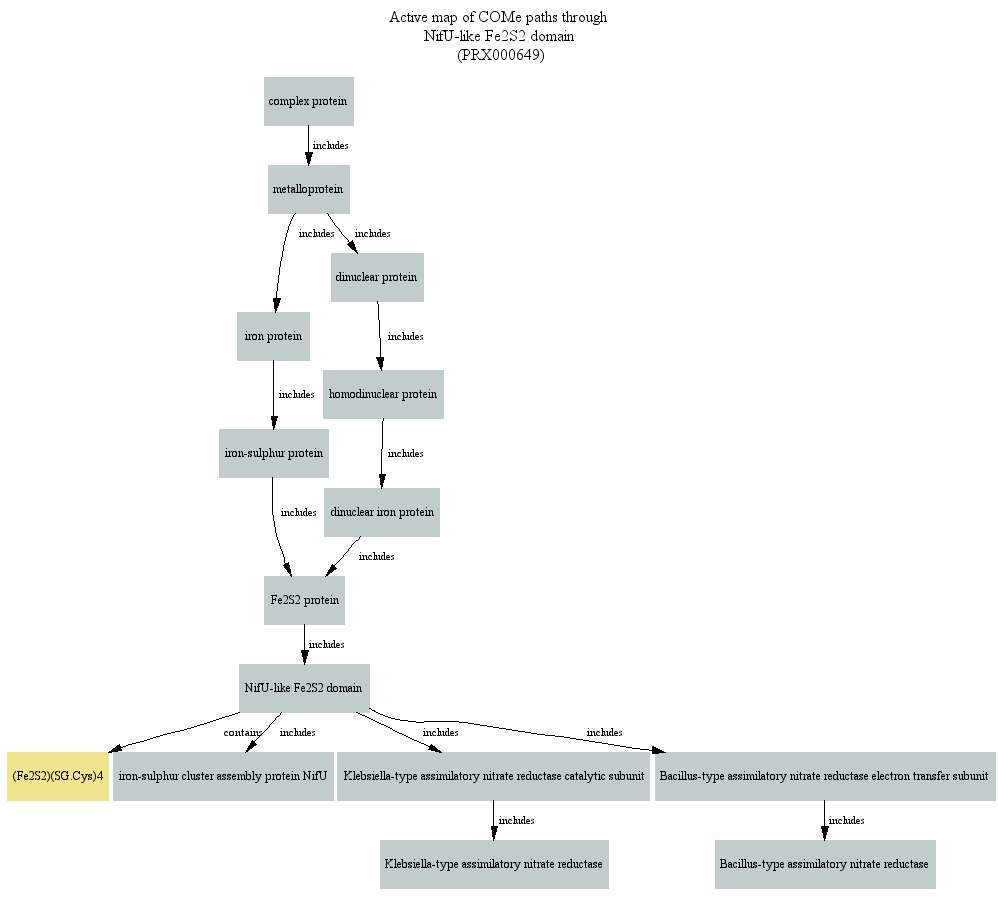 Active map of COMe paths through
NifU-like Fe2S2 domain
(PRX000649)
complex protein
includes
metalloprotein
includes
includes
dinuclear protein
iron protein
includes
includes
homodinuclear protein
iron-sulphur protein
includes
includes
dinuclear iron protein
includes
Fe2S2 protein
includes
NifU-like Fe2S2 domain
contains
includes
includes
includes
(Fe2S2)(SG.Cys)4
iron-sulphur cluster assembly protein NifU
Klebsiella-type assimilatory nitrate reductase catalytic subunit
Bacillus-type assimilatory nitrate reductase electron transfer subunit
includes
includes
Klebsiella-type assimilatory nitrate reductase
Bacillus-type assimilatory nitrate reductase